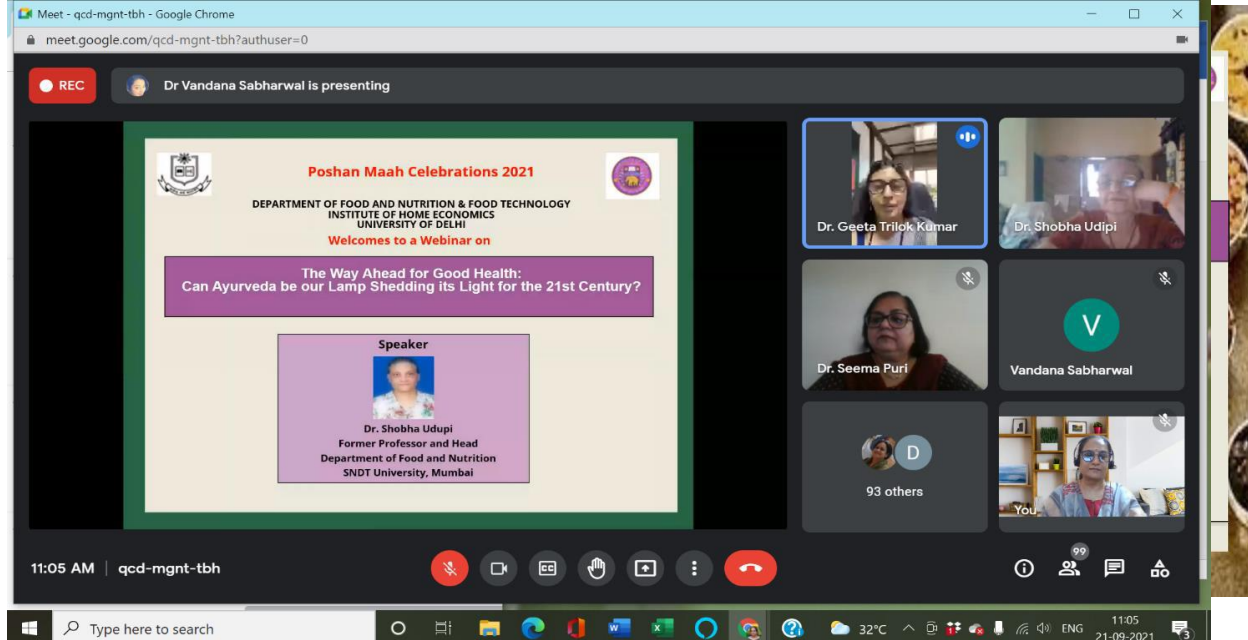 Meet - qcd-mgnt-tbh - Google Chrome
meet.google.com/qcd-mgnt-tbh?authuser=0
REC
Dr Vandana Sabharwal is presenting
Poshan Maah Celebrations 2021
DEPARTMENT OF FOOD AND NUTRITION & FOOD TECHNOLOGY
INSTITUTE OF HOME ECONOMICS
UNIVERSITY OF DELHI
Welcomes to a Webinar on
The Way Ahead for Good Health:
Can Ayurveda be our Lamp Shedding its Light for the 21st Century?
Speaker
Dr. Shobha Udupi
Former Professor and Head
Department of Food and Nutrition
SNDT University, Mumbai
Dr. Geeta Trilok Kumar
Dr. Shobha Udipi
Dr. Seema Puri
V
Vandana Sabharwal
D
93 others
You
11:05 AM | qcd-mgnt-tbh
CC
99
Type here to search
32°C
ENG
11:05
21-09-2021
3